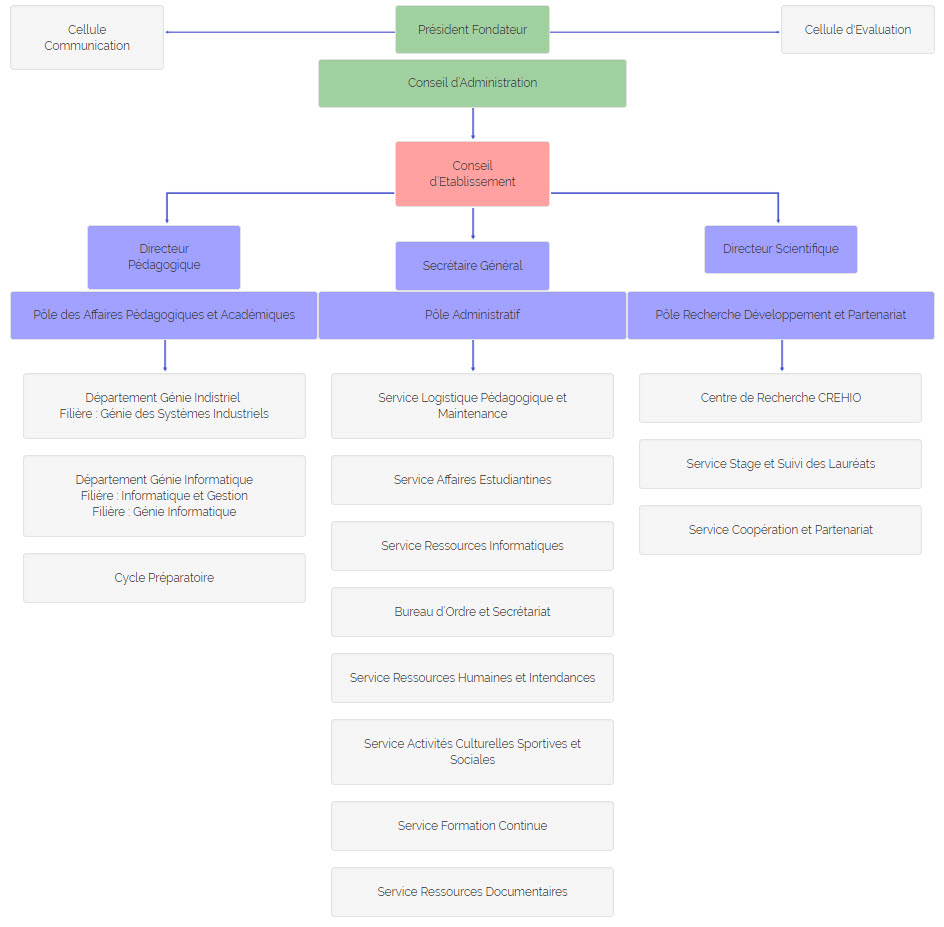 Cellule
Communication
Président Fondateur
Cellule d'Evaluation
Conseil d'Administration
Conseil
d'Etablissement
Directeur
Pédagogique
Secrétaire Général
Directeur Scientifique
Pôle des Affaires Pédagogiques et Académiques
Pôle Administratif
Pôle Recherche Développement et Partenariat
Département Génie Indistriel
Filière : Génie des Systèmes Industriels
Département Génie Informatique
Filière : Informatique et Gestion
Filière : Génie Informatique
Cycle Préparatoire
Service Logistique Pédagogique et
Maintenance
Service Affaires Estudiantines
Service Ressources Informatiques
Bureau d'Ordre et Secrétariat
Service Ressources Humaines et Intendances
Service Activités Culturelles Sportives et
Sociales
Service Formation Continue
Service Ressources Documentaires
Centre de Recherche CREHIO
Service Stage et Suivi des Lauréats
Service Coopération et Partenariat